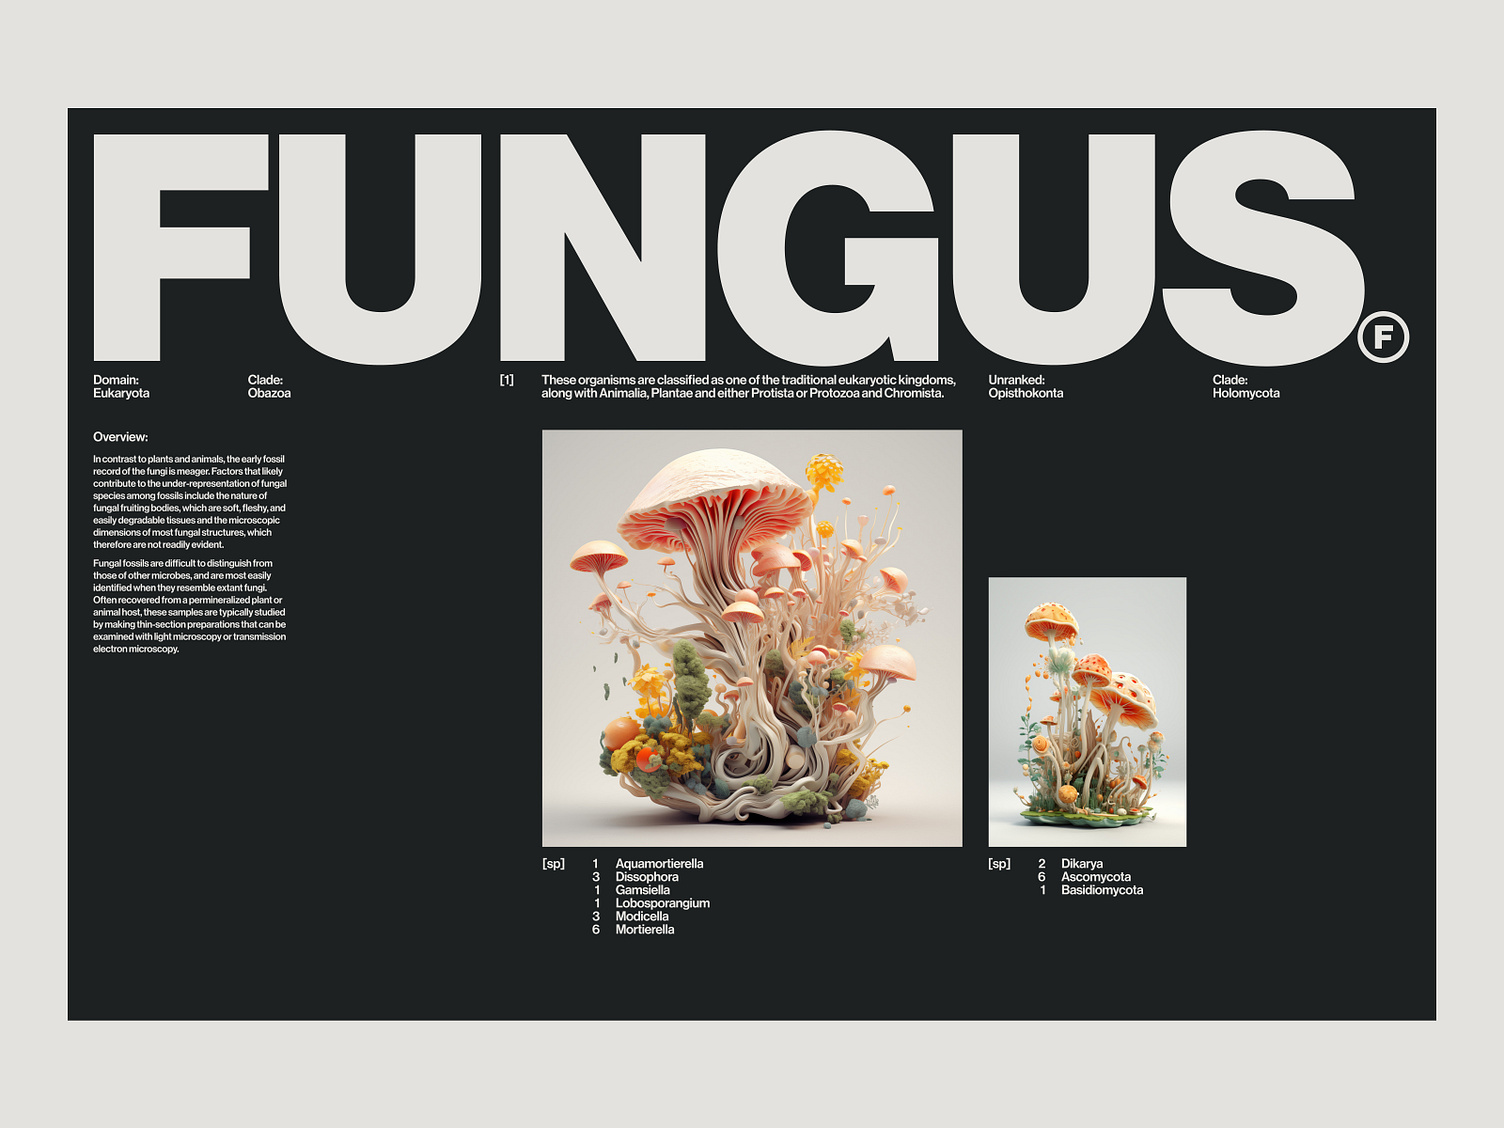 FUNGUS
F
Domain:
Eukaryota
Clade:
Obazoa
[1]
These organisms are classified as one of the traditional eukaryotic kingdoms,
along with Animalia, Plantae and either Protista or Protozoa and Chromista.
Unranked:
Opisthokonta
Clade:
Holomycota
Overview:
In contrast to plants and animals, the early fossil
record of the fungi is meager. Factors that likely
contribute to the under-representation of fungal
species among fossils include the nature of
fungal fruiting bodies, which are soft, fleshy, and
easily degradable tissues and the microscopic
dimensions of most fungal structures, which
therefore are not readily evident.
Fungal fossils are difficult to distinguish from
those of other microbes, and are most easily
identified when they resemble extant fungi.
Often recovered from a permineralized plant or
animal host, these samples are typically studied
by making thin-section preparations that can be
examined with light microscopy or transmission
electron microscopy.
[sp] 1 Aquamortierella
3 Dissophora
1 Gamsiella
1 Lobosporangium
3 Modicella
6 Mortierella
[sp] 2 Dikarya
6 Ascomycota
1 Basidiomycota